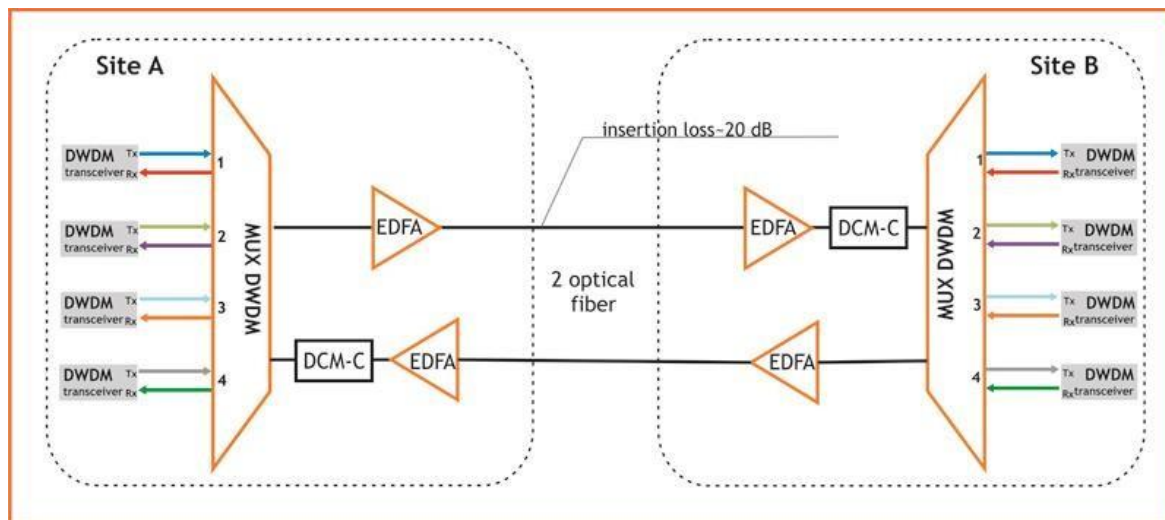 Site A
Site B
insertion loss~20 dB
DWDM Tx
transceiver Rx
1
DWDM Tx
transceiver Rx
2
DWDM Tx
transceiver Rx
3
DWDM Tx
transceiver Rx
4
MUX DWDM
EDFA
DCM-C
EDFA
2 optical
fiber
EDFA
DCM-C
EDFA
MUX DWDM
1
Tx DWDM
Rx transceiver
2
Tx DWDM
Rx transceiver
3
Tx DWDM
Rx transceiver
4
Tx DWDM
Rx transceiver